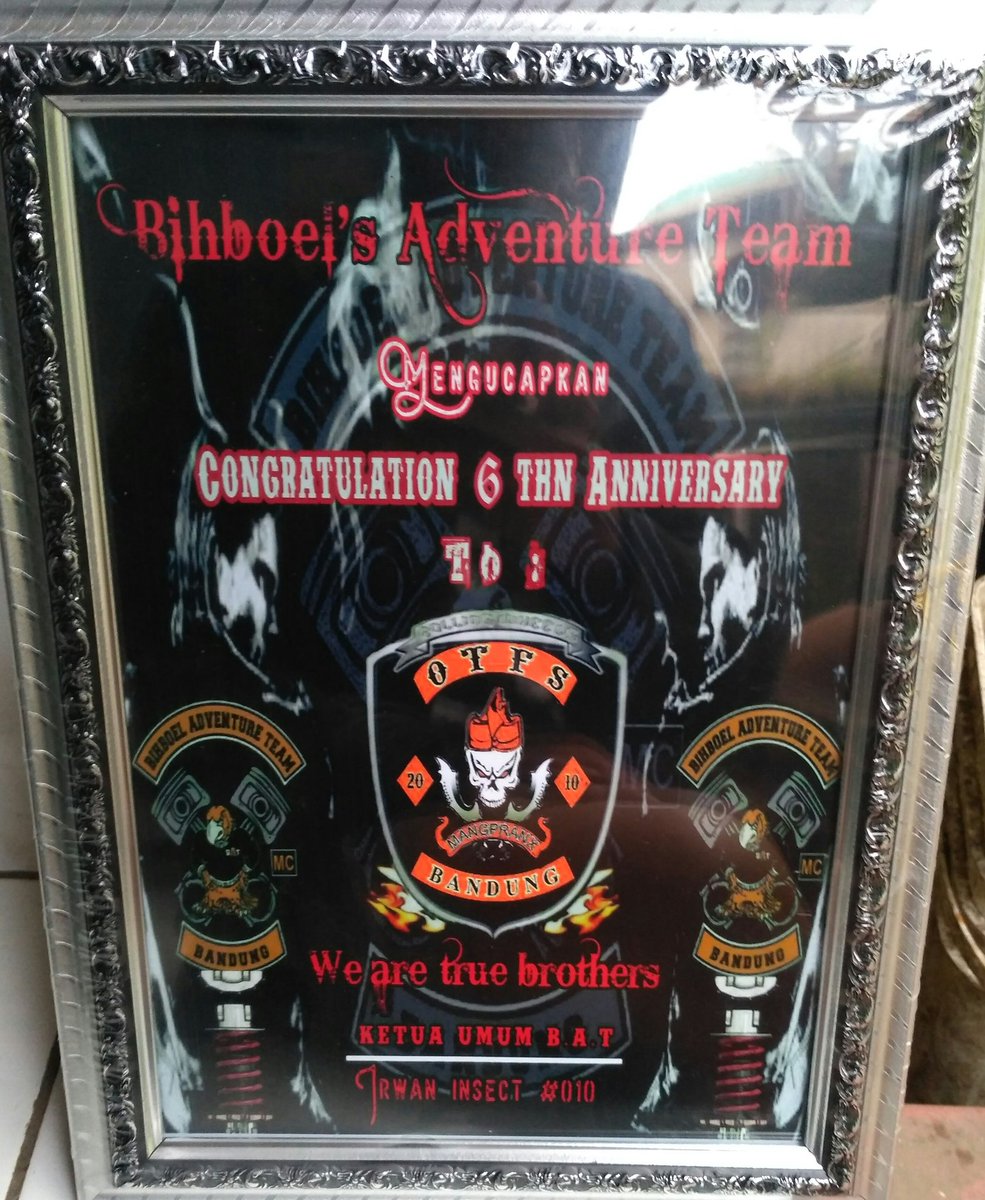 Bihboel's Adventure Team
Mengucapkan
Congratulation 6 thn Anniversary
To :
OTFS
20 10
MANGPRANX
BANDUNG
BIHBOEL ADVENTURE TEAM
MC
BANDUNG
BIHBOEL ADVENTURE TEAM
MC
BANDUNG
We are true brothers
KETUA UMUM B.A.T
Irwan insect #010